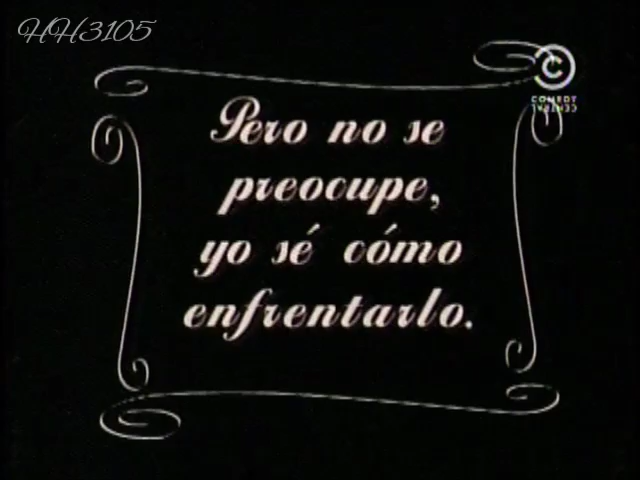 HH3105
COMEDY
CENTRAL
Pero no se
preocupe,
yo sé cómo
enfrentarlo.